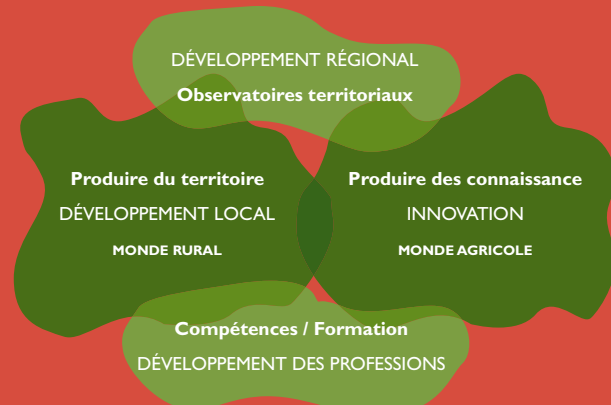 DÉVELOPPEMENT RÉGIONAL
Observatoires territoriaux
Produire du territoire
DÉVELOPPEMENT LOCAL
MONDE RURAL
Produire des connaissance
INNOVATION
MONDE AGRICOLE
Compétences / Formation
DÉVELOPPEMENT DES PROFESSIONS